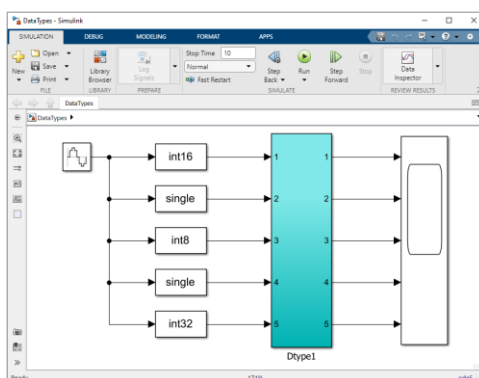 DataTypes - Simulink
SIMULATION DEBUG MODELING FORMAT APPS
New
Open
Save
Print
FILE
Library Browser
LIBRARY
Log Signals
PREPARE
Stop Time 10
Normal
Fast Restart
Step Back
Run
Step Forward
Stop
SIMULATE
Data Inspector
REVIEW RESULTS
DataTypes
DataTypes
int16 1 1
single 2 2
int8 3 3
single 4 4
int32 5 5
Dtype1
Ready 171%